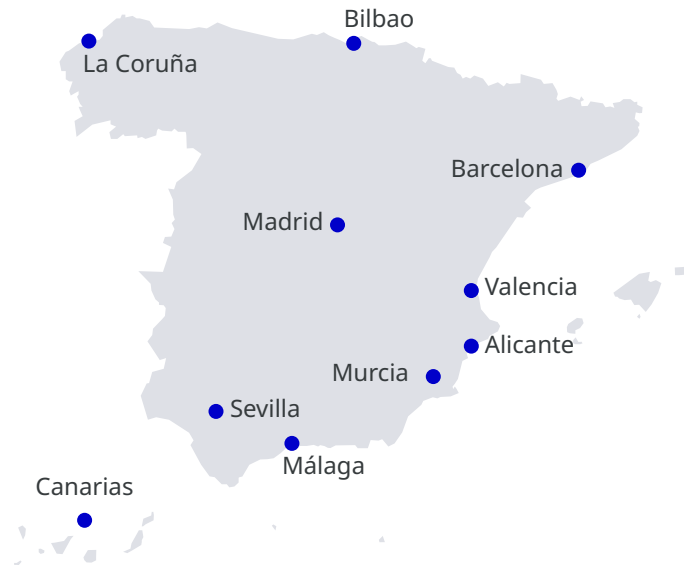 Bilbao
La Coruña
Barcelona
Madrid
Valencia
Alicante
Murcia
Sevilla
Málaga
Canarias